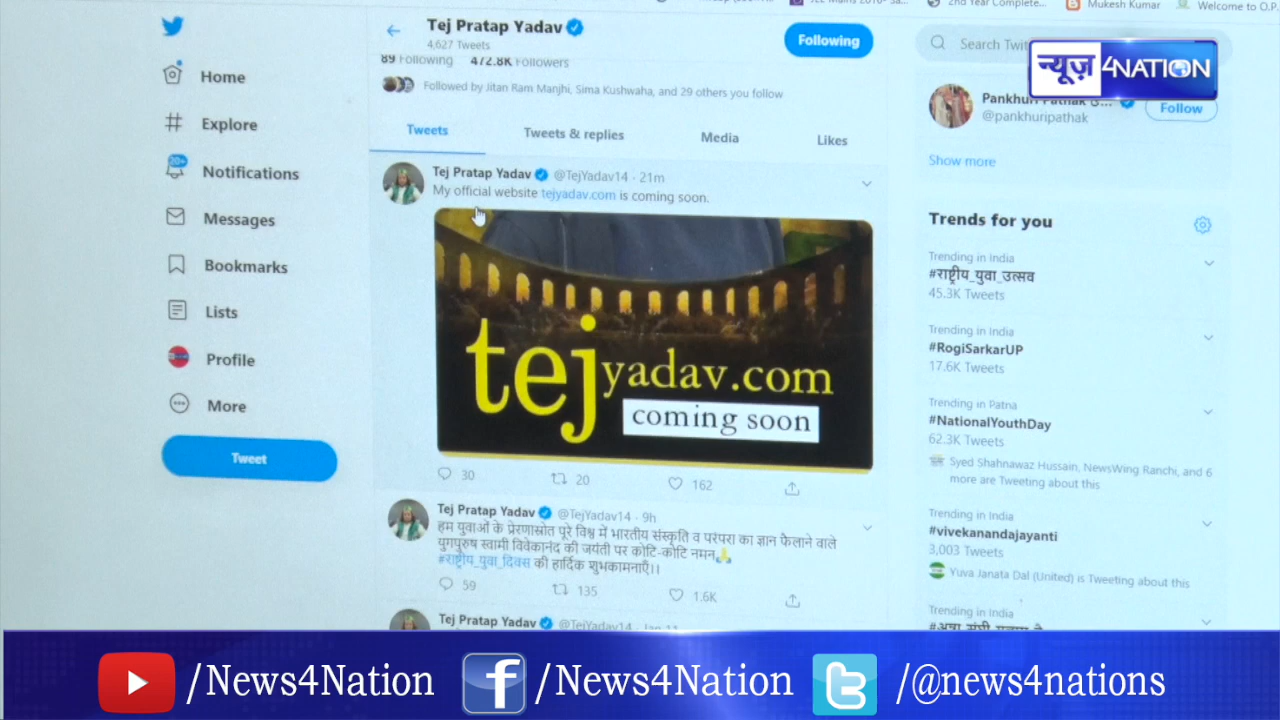 2nd Year Complete...
Mukesh Kumar
Welcome to O.P.
Tej Pratap Yadav
4,627 Tweets
Following
89 Following 472.8K Followers
Followed by Jitan Ram Manjhi, Sima Kushwaha, and 29 others you follow
Tweets
Tweets & replies
Media
Likes
Home
Explore
20+
Notifications
Messages
Bookmarks
Lists
Profile
More
Tweet
Tej Pratap Yadav @TejYadav14 · 21m
My official website tejyadav.com is coming soon.
tejyadav.com
coming soon
30
20
162
Tej Pratap Yadav @TejYadav14 · 9h
हम युवाओं के प्रेरणास्रोत पूरे विश्व में भारतीय संस्कृति व परंपरा का ज्ञान फैलाने वाले
युगपुरुष स्वामी विवेकानंद की जयंती पर कोटि-कोटि नमन🙏
#राष्ट्रीय_युवा_दिवस की हार्दिक शुभकामनाएँ।।
59
135
1.6K
Tej Pratap Yadav @TejYadav14 · Jan 11
Search Twit
न्यूज़ 4NATION
Pankhuri Pathak
@pankhuripathak
Follow
Show more
Trends for you
Trending in India
#राष्ट्रीय_युवा_उत्सव
45.3K Tweets
Trending in India
#RogiSarkarUP
17.6K Tweets
Trending in Patna
#NationalYouthDay
62.3K Tweets
Syed Shahnawaz Hussain, NewsWing Ranchi, and 6
more are Tweeting about this
Trending in India
#vivekanandajayanti
3,003 Tweets
Yuva Janata Dal (United) is Tweeting about this
Trending in India
/News4Nation
f /News4Nation
/@news4nations